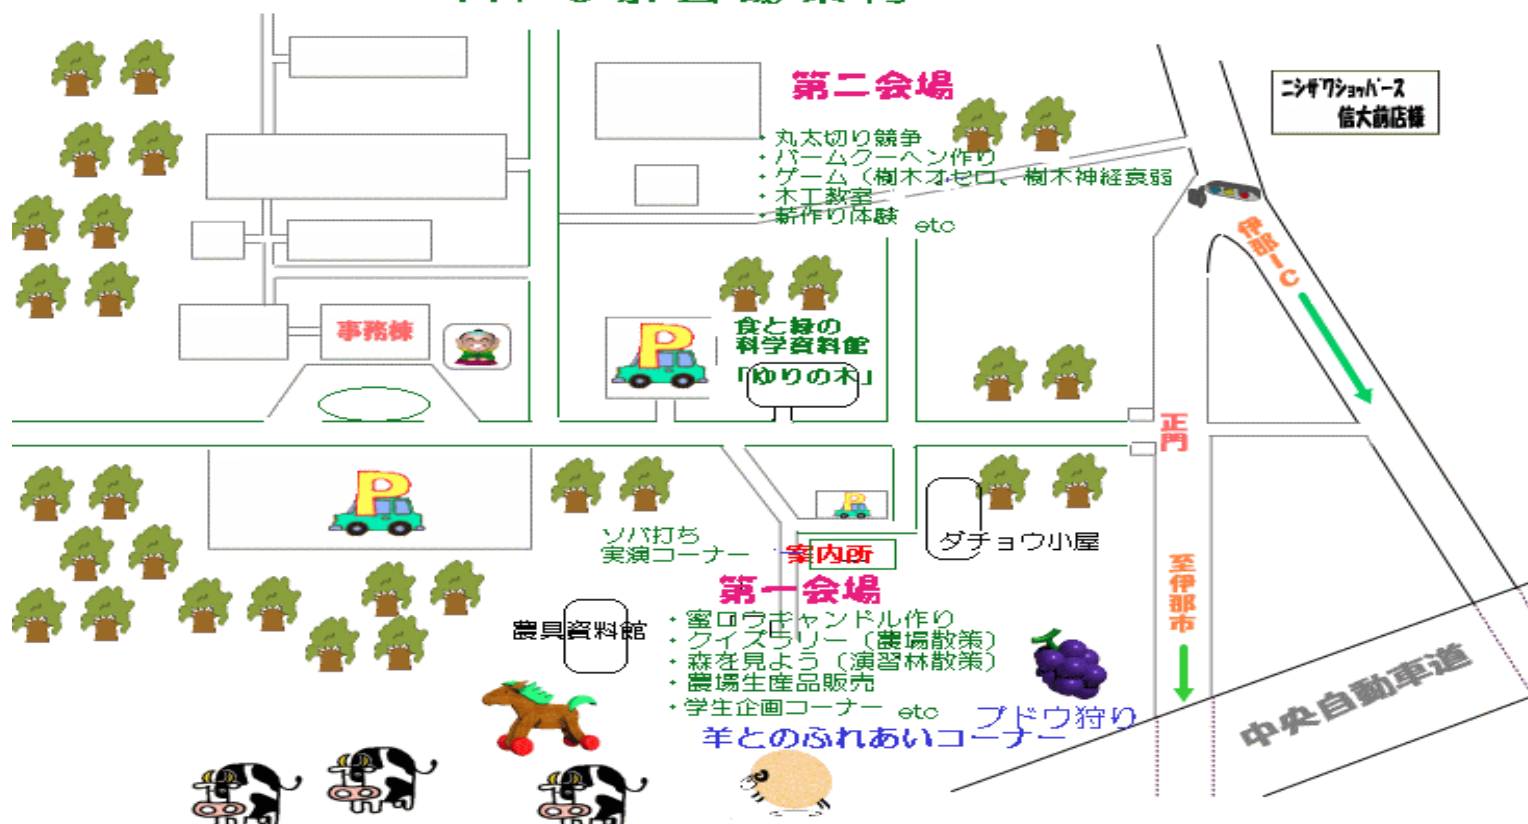 第二会場
・丸太切り競争
・バームクーヘン作り
・ゲーム（樹木オセロ、樹木神経衰弱
・木工教室
・薪作り体験
etc
ニシザワショッパーズ
信大前店様
伊那IC
事務棟
P
食と緑の
科学資料館
「ゆりの木」
正門
P
P
ソバ打ち
実演コーナー
案内所
ダチョウ小屋
第一会場
農具資料館
・蜜ロウキャンドル作り
・クイズラリー（農場散策）
・森を見よう（演習林散策）
・農場生産品販売
・学生企画コーナー etc
ブドウ狩り
羊とのふれあいコーナー
至伊那市
中央自動車道